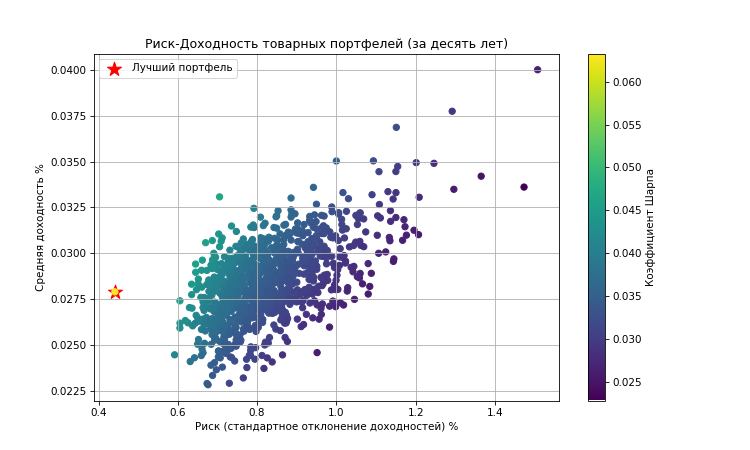 Риск-Доходность товарных портфелей (за десять лет)
Лучший портфель
Средняя доходность %
0.0400
0.0375
0.0350
0.0325
0.0300
0.0275
0.0250
0.0225
0.4 0.6 0.8 1.0 1.2 1.4
Риск (стандартное отклонение доходностей) %
0.060
0.055
0.050
0.045
0.040
0.035
0.030
0.025
Коэффициент Шарпа